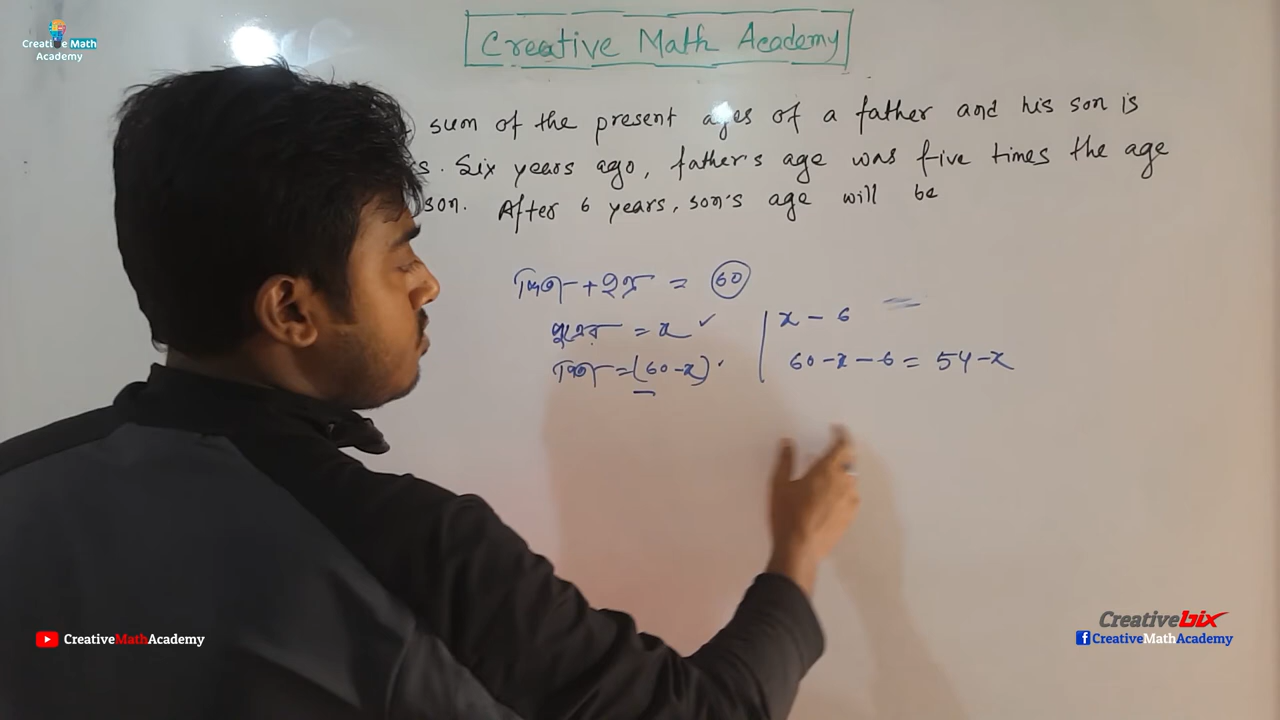 Creative Math
Academy
Creative Math Academy
sum of the present ages of a father and his son is
s. Six years ago, father's age was five times the age
son. After 6 years, son's age will be
পিতা + পুত্র = 60
পুত্রের = x ✓
পিতা = (60-x)
x - 6
60-x-6 = 54-x
CreativeMathAcademy
Creativebix
CreativeMathAcademy